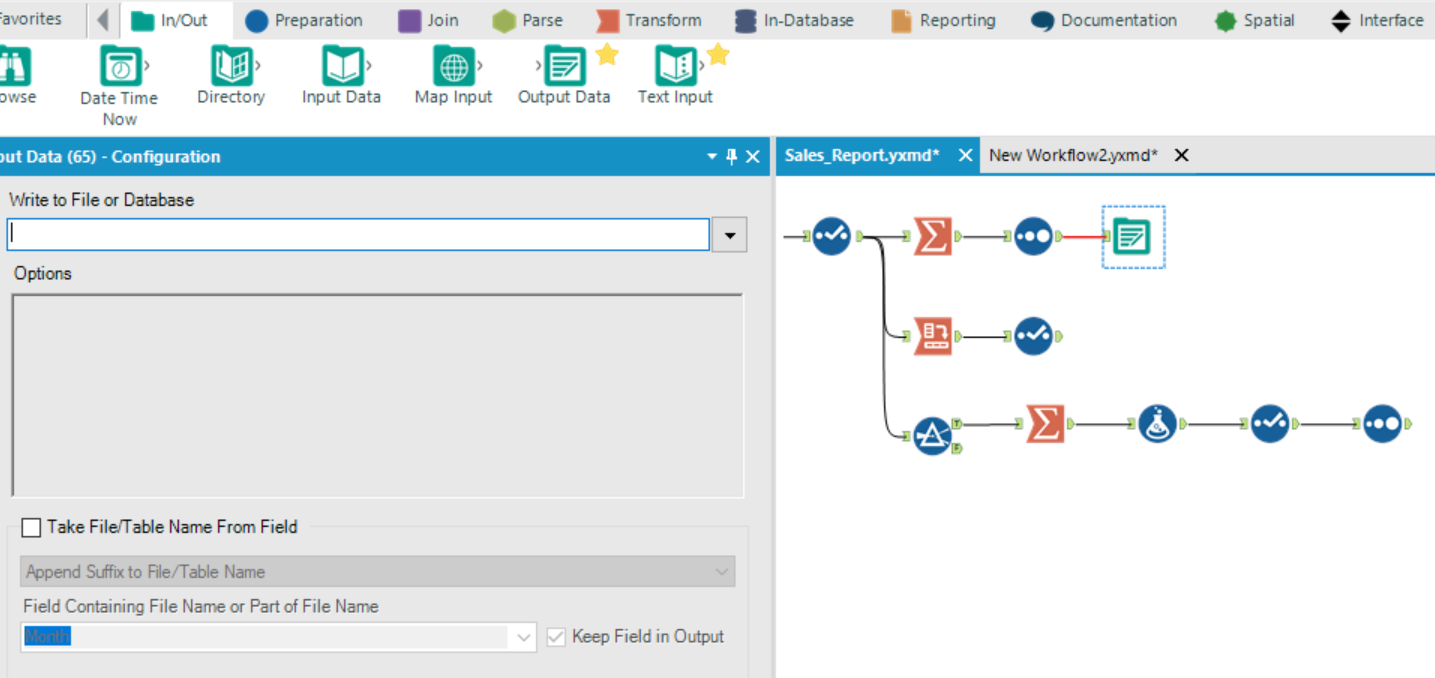 Favorites In/Out Preparation Join Parse Transform In-Database Reporting Documentation Spatial Interface
owse Date Time Now Directory Input Data Map Input Output Data Text Input
out Data (65) - Configuration
Sales_Report.yxmd* New Workflow2.yxmd*
Write to File or Database
Options
Take File/Table Name From Field
Append Suffix to File/Table Name
Field Containing File Name or Part of File Name
Month Keep Field in Output